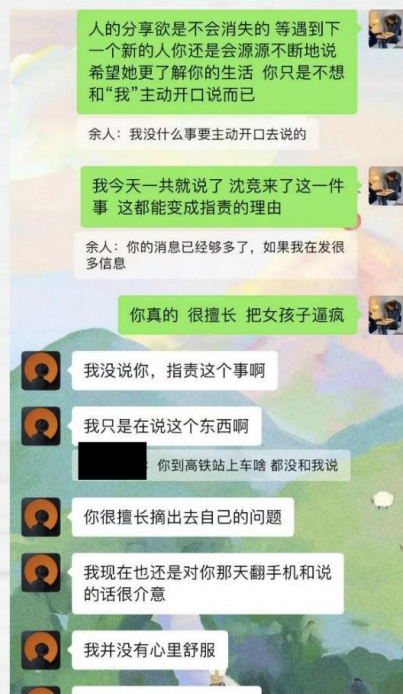 人的分享欲是不会消失的 等遇到下
一个新的人你还是会源源不断地说
希望她更了解你的生活 你只是不想
和“我”主动开口说而已
余人：我没什么事要主动开口去说的
我今天一共就说了 沈竞来了这一件
事 这都能变成指责的理由
余人：你的消息已经够多了，如果我在发很
多信息
你真的 很擅长 把女孩子逼疯
我没说你，指责这个事啊
我只是在说这个东西啊
：你到高铁站上车啥 都没和我说
你很擅长摘出去自己的问题
我现在也还是对你那天翻手机和说
的话很介意
我并没有心里舒服